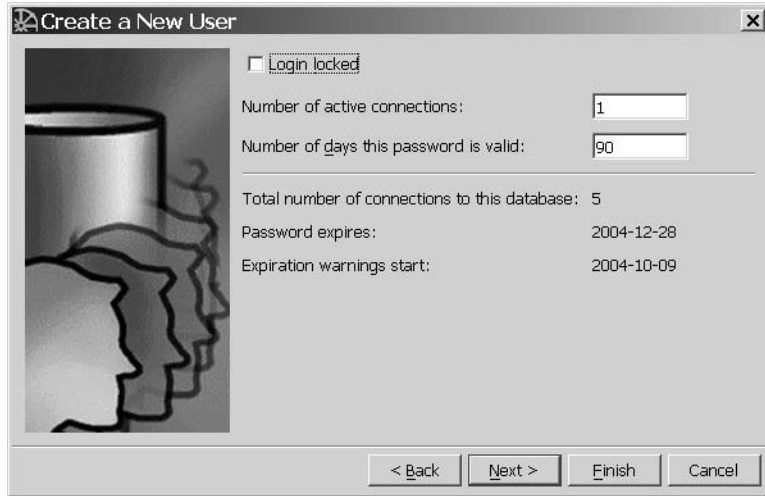 Create a New User
Login locked
Number of active connections: 1
Number of days this password is valid: 90
Total number of connections to this database: 5
Password expires: 2004-12-28
Expiration warnings start: 2004-10-09
< Back Next > Finish Cancel